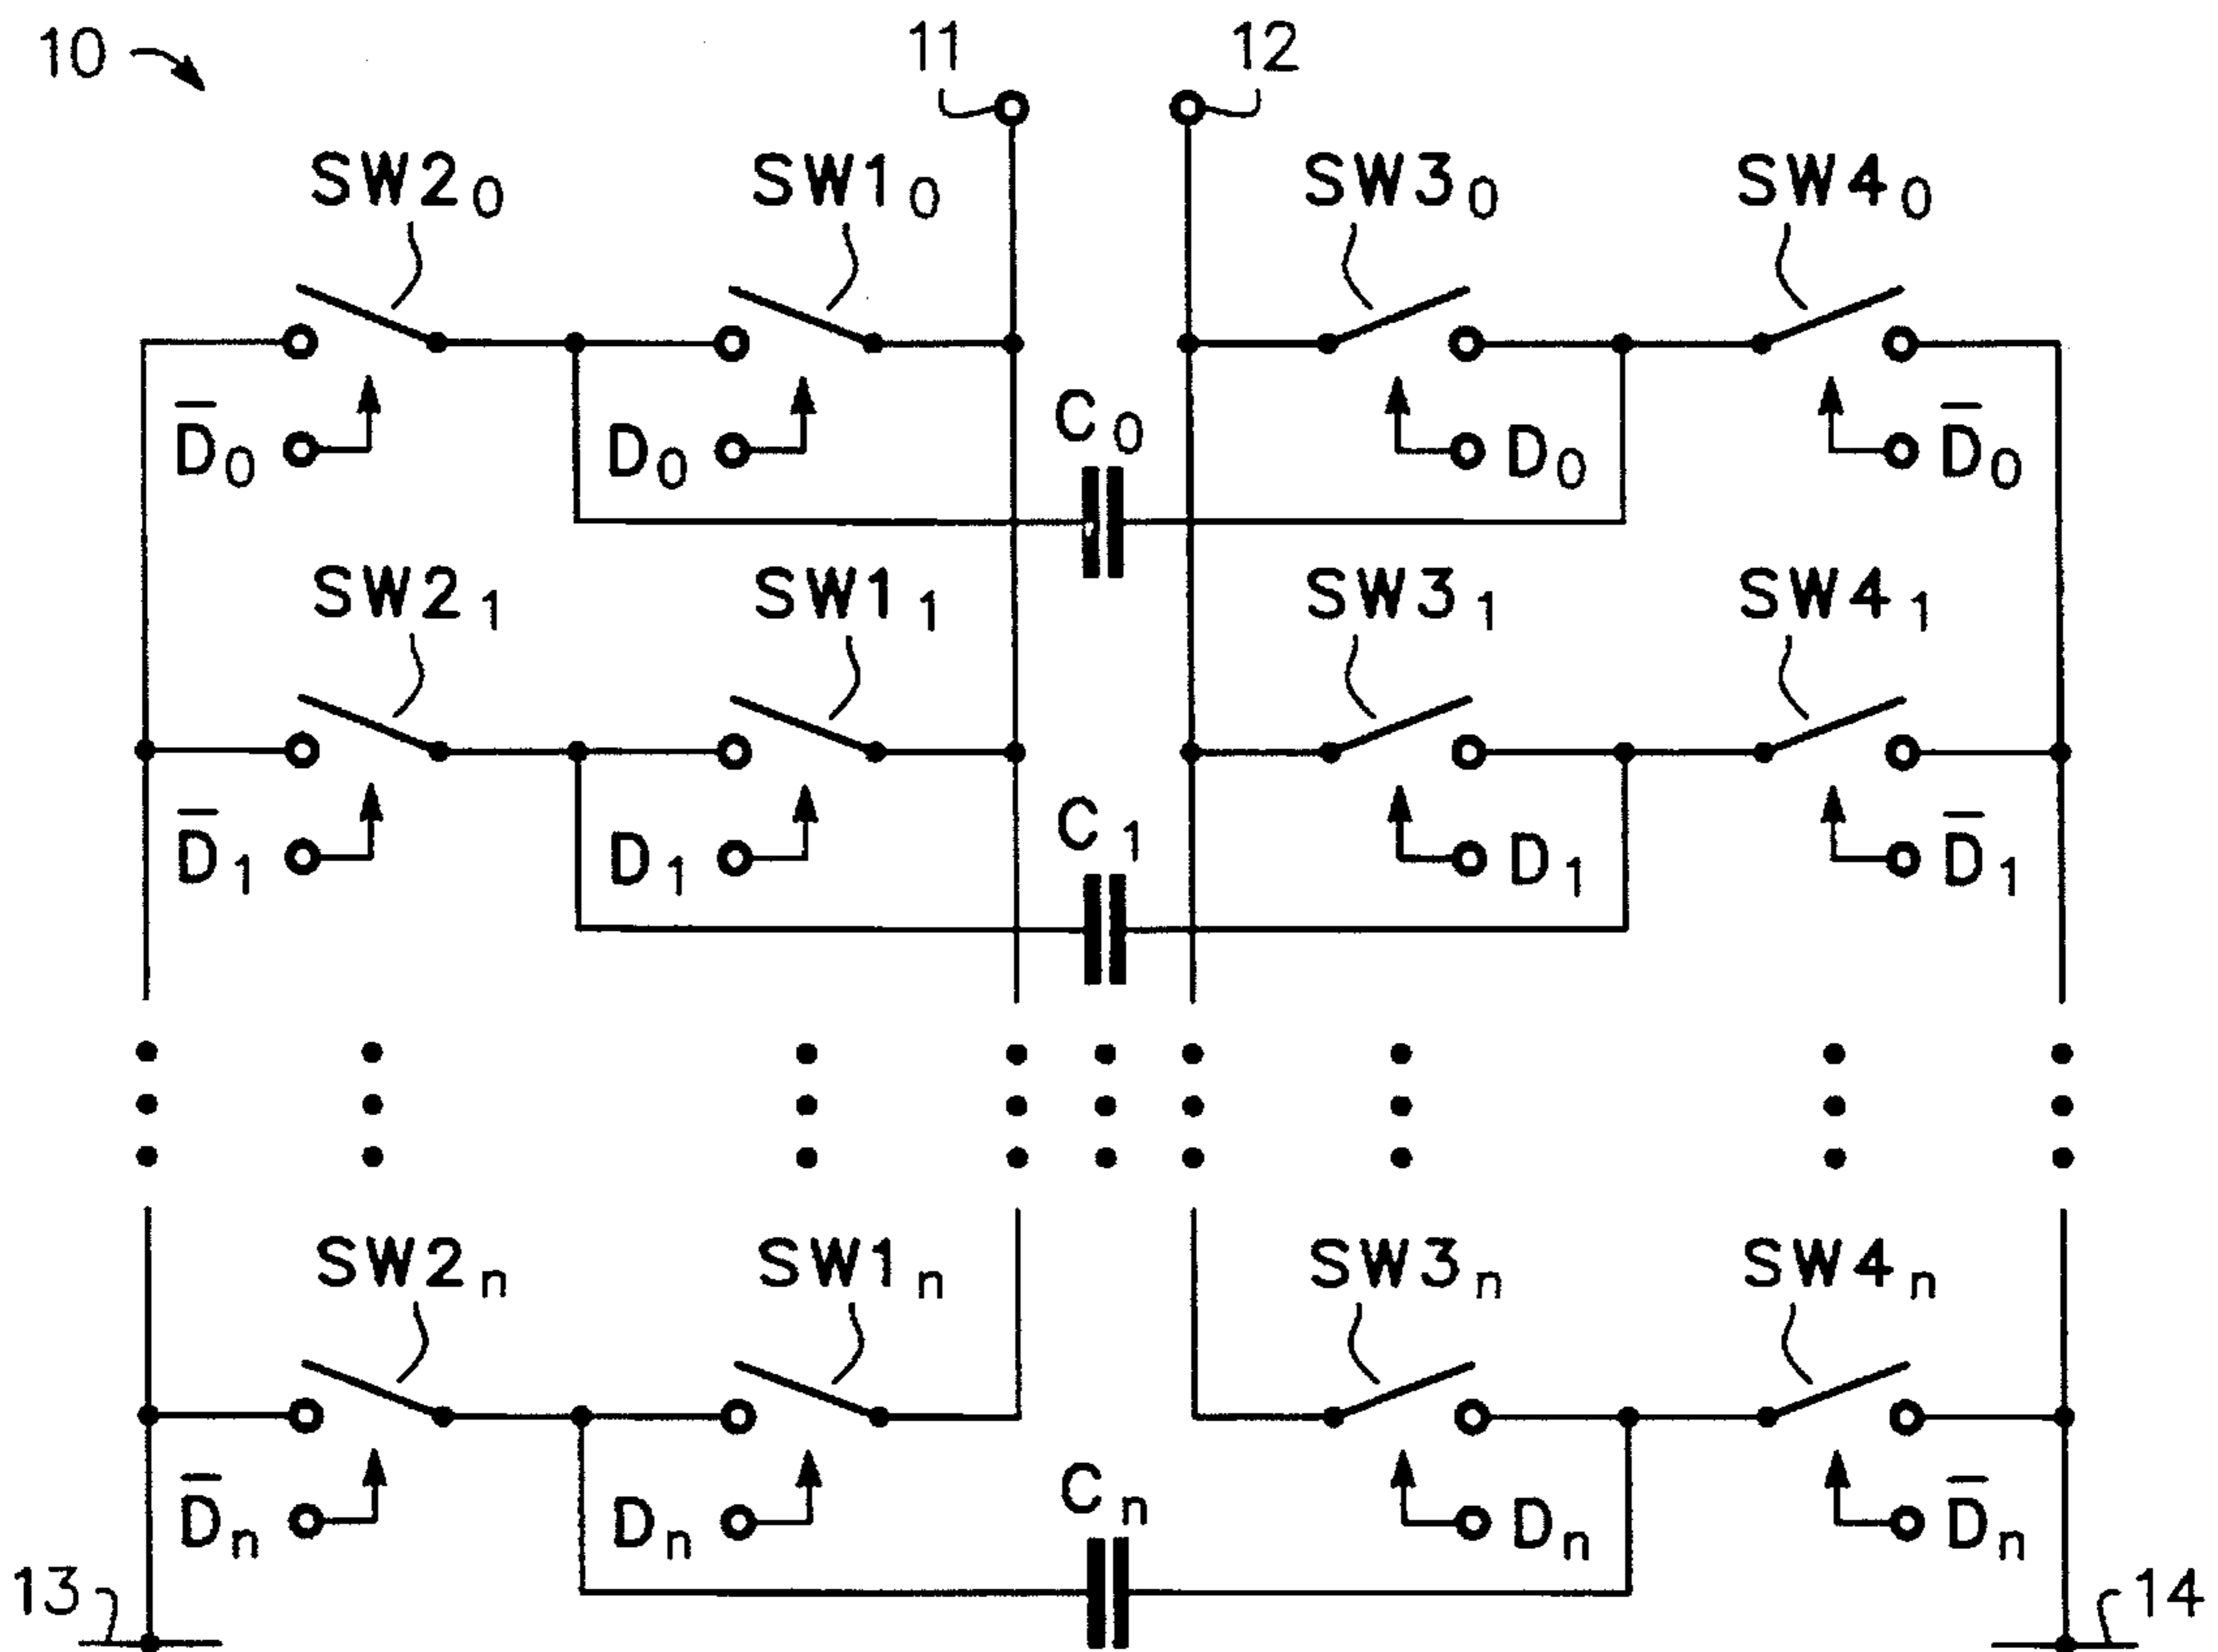 10 11 12
SW2₀ SW1₀ SW3₀ SW4₀
D̅₀ D₀ C₀ D₀ D̅₀
SW2₁ SW1₁ SW3₁ SW4₁
D̅₁ D₁ C₁ D₁ D̅₁
SW2ₙ SW1ₙ SW3ₙ SW4ₙ
D̅ₙ Dₙ Cₙ Dₙ D̅ₙ
13 14